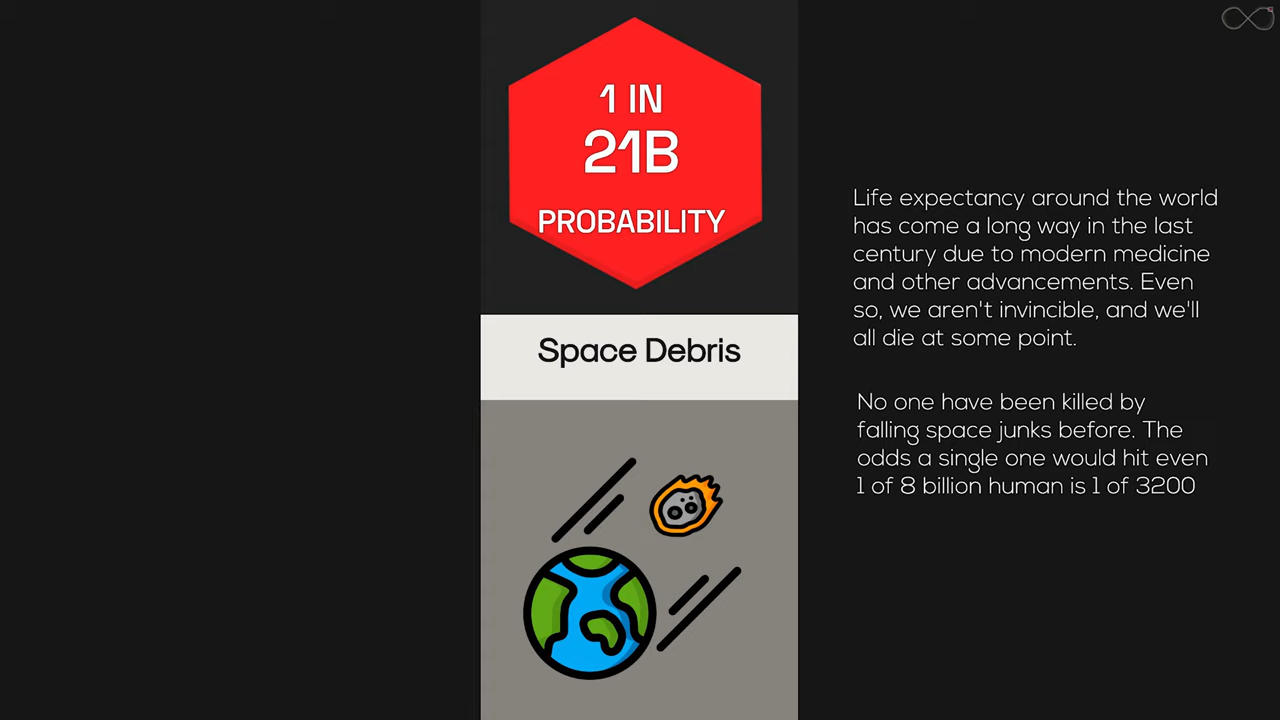 1 IN
21B
PROBABILITY
Space Debris
Life expectancy around the world
has come a long way in the last
century due to modern medicine
and other advancements. Even
so, we aren't invincible, and we'll
all die at some point.
No one have been killed by
falling space junks before. The
odds a single one would hit even
1 of 8 billion human is 1 of 3200